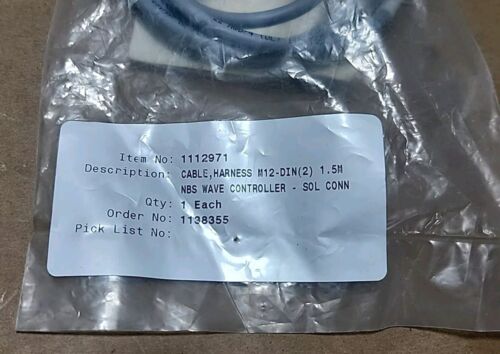 Item No: 1112971
Description: CABLE,HARNESS M12-DIN(2) 1.5M
NBS WAVE CONTROLLER - SOL CONN
Qty: 1 Each
Order No: 1138355
Pick List No: